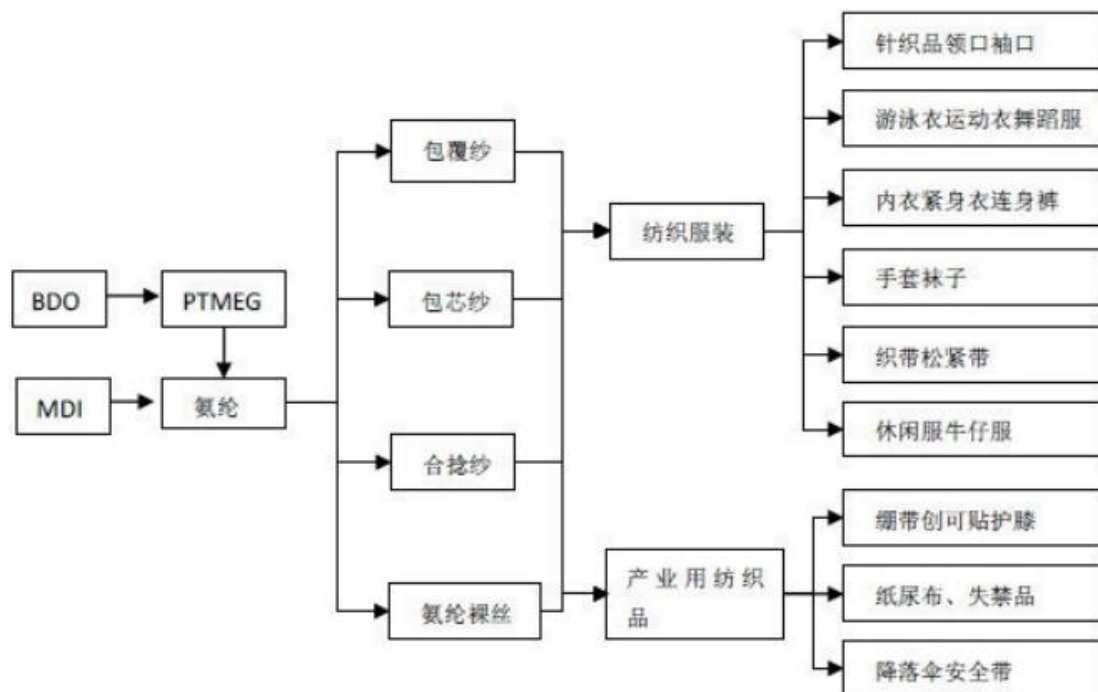 BDO
PTMEG
MDI
氨纶
包覆纱
包芯纱
合捻纱
氨纶裸丝
纺织服装
产业用纺织
品
针织品领口袖口
游泳衣运动衣舞蹈服
内衣紧身衣连身裤
手套袜子
织带松紧带
休闲服牛仔服
绷带创可贴护膝
纸尿布、失禁品
降落伞安全带